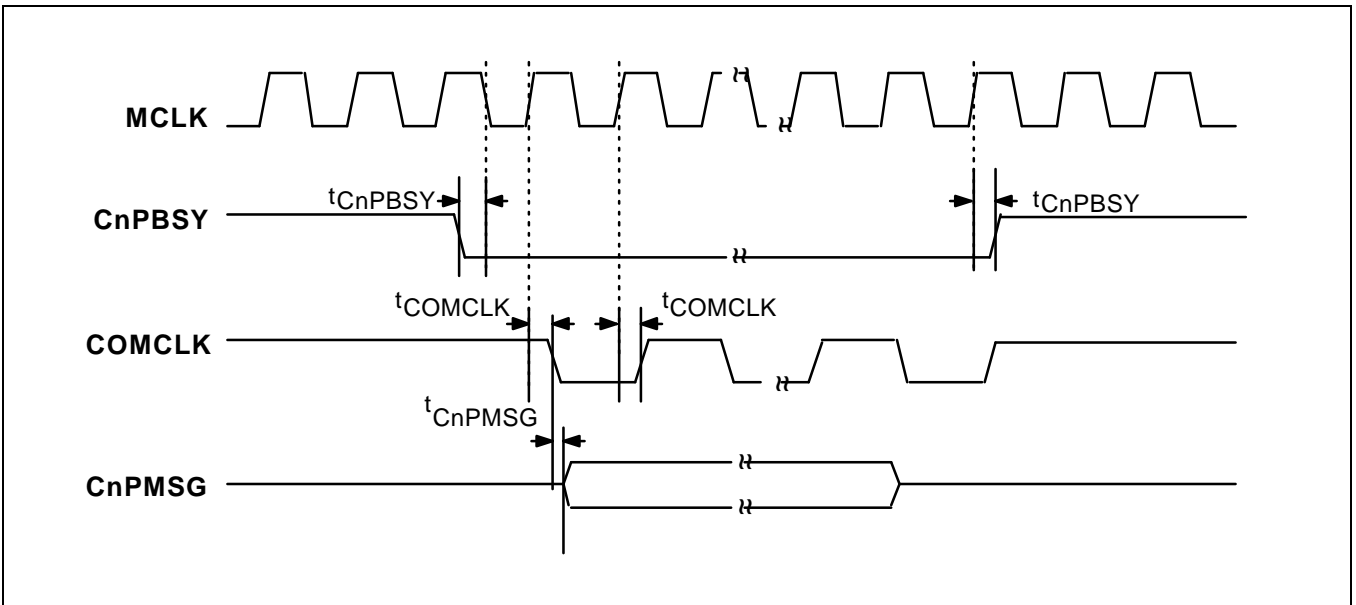 MCLK
tCnPBSY
tCnPBSY
CnPBSY
tCOMCLK
tCOMCLK
COMCLK
tCnPMSG
CnPMSG